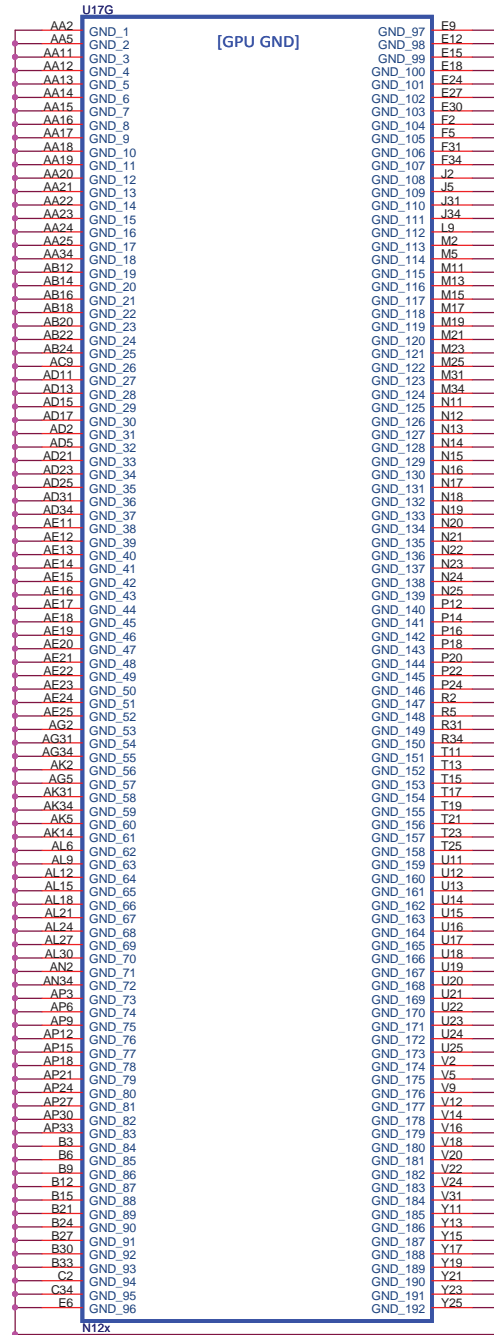 U17G
[GPU GND]
AA2 GND_1 GND_97 E9
AA5 GND_2 GND_98 E12
AA11 GND_3 GND_99 E15
AA12 GND_4 GND_100 E18
AA13 GND_5 GND_101 E24
AA14 GND_6 GND_102 E27
AA15 GND_7 GND_103 E30
AA16 GND_8 GND_104 F2
AA17 GND_9 GND_105 F5
AA18 GND_10 GND_106 F31
AA19 GND_11 GND_107 F34
AA20 GND_12 GND_108 J2
AA21 GND_13 GND_109 J5
AA22 GND_14 GND_110 J31
AA23 GND_15 GND_111 J34
AA24 GND_16 GND_112 L9
AA25 GND_17 GND_113 M2
AA34 GND_18 GND_114 M5
AB12 GND_19 GND_115 M11
AB14 GND_20 GND_116 M13
AB16 GND_21 GND_117 M15
AB18 GND_22 GND_118 M17
AB20 GND_23 GND_119 M19
AB22 GND_24 GND_120 M21
AB24 GND_25 GND_121 M23
AC9 GND_26 GND_122 M25
AD11 GND_27 GND_123 M31
AD13 GND_28 GND_124 M34
AD15 GND_29 GND_125 N11
AD17 GND_30 GND_126 N12
AD2 GND_31 GND_127 N13
AD5 GND_32 GND_128 N14
AD21 GND_33 GND_129 N15
AD23 GND_34 GND_130 N16
AD25 GND_35 GND_131 N17
AD31 GND_36 GND_132 N18
AD34 GND_37 GND_133 N19
AE11 GND_38 GND_134 N20
AE12 GND_39 GND_135 N21
AE13 GND_40 GND_136 N22
AE14 GND_41 GND_137 N23
AE15 GND_42 GND_138 N24
AE16 GND_43 GND_139 N25
AE17 GND_44 GND_140 P12
AE18 GND_45 GND_141 P14
AE19 GND_46 GND_142 P16
AE20 GND_47 GND_143 P18
AE21 GND_48 GND_144 P20
AE22 GND_49 GND_145 P22
AE23 GND_50 GND_146 P24
AE24 GND_51 GND_147 R2
AE25 GND_52 GND_148 R5
AG2 GND_53 GND_149 R31
AG31 GND_54 GND_150 R34
AG34 GND_55 GND_151 T11
AK2 GND_56 GND_152 T13
AG5 GND_57 GND_153 T15
AK31 GND_58 GND_154 T17
AK34 GND_59 GND_155 T19
AK5 GND_60 GND_156 T21
AK14 GND_61 GND_157 T23
AL6 GND_62 GND_158 T25
AL9 GND_63 GND_159 U11
AL12 GND_64 GND_160 U12
AL15 GND_65 GND_161 U13
AL18 GND_66 GND_162 U14
AL21 GND_67 GND_163 U15
AL24 GND_68 GND_164 U16
AL27 GND_69 GND_165 U17
AL30 GND_70 GND_166 U18
AN2 GND_71 GND_167 U19
AN34 GND_72 GND_168 U20
AP3 GND_73 GND_169 U21
AP6 GND_74 GND_170 U22
AP9 GND_75 GND_171 U23
AP12 GND_76 GND_172 U24
AP15 GND_77 GND_173 U25
AP18 GND_78 GND_174 V2
AP21 GND_79 GND_175 V5
AP24 GND_80 GND_176 V9
AP27 GND_81 GND_177 V12
AP30 GND_82 GND_178 V14
AP33 GND_83 GND_179 V16
B3 GND_84 GND_180 V18
B6 GND_85 GND_181 V20
B9 GND_86 GND_182 V22
B12 GND_87 GND_183 V24
B15 GND_88 GND_184 V31
B21 GND_89 GND_185 Y11
B24 GND_90 GND_186 Y13
B27 GND_91 GND_187 Y15
B30 GND_92 GND_188 Y17
B33 GND_93 GND_189 Y19
C2 GND_94 GND_190 Y21
C34 GND_95 GND_191 Y23
E6 GND_96 GND_192 Y25
N12x